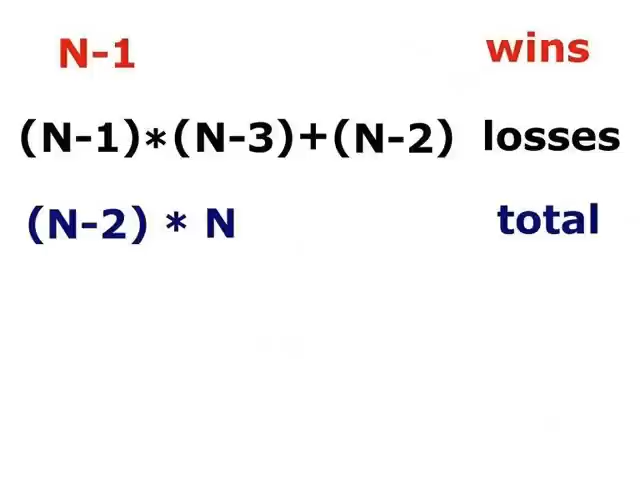 N-1 wins
(N-1)*(N-3)+(N-2) losses
(N-2) * N total